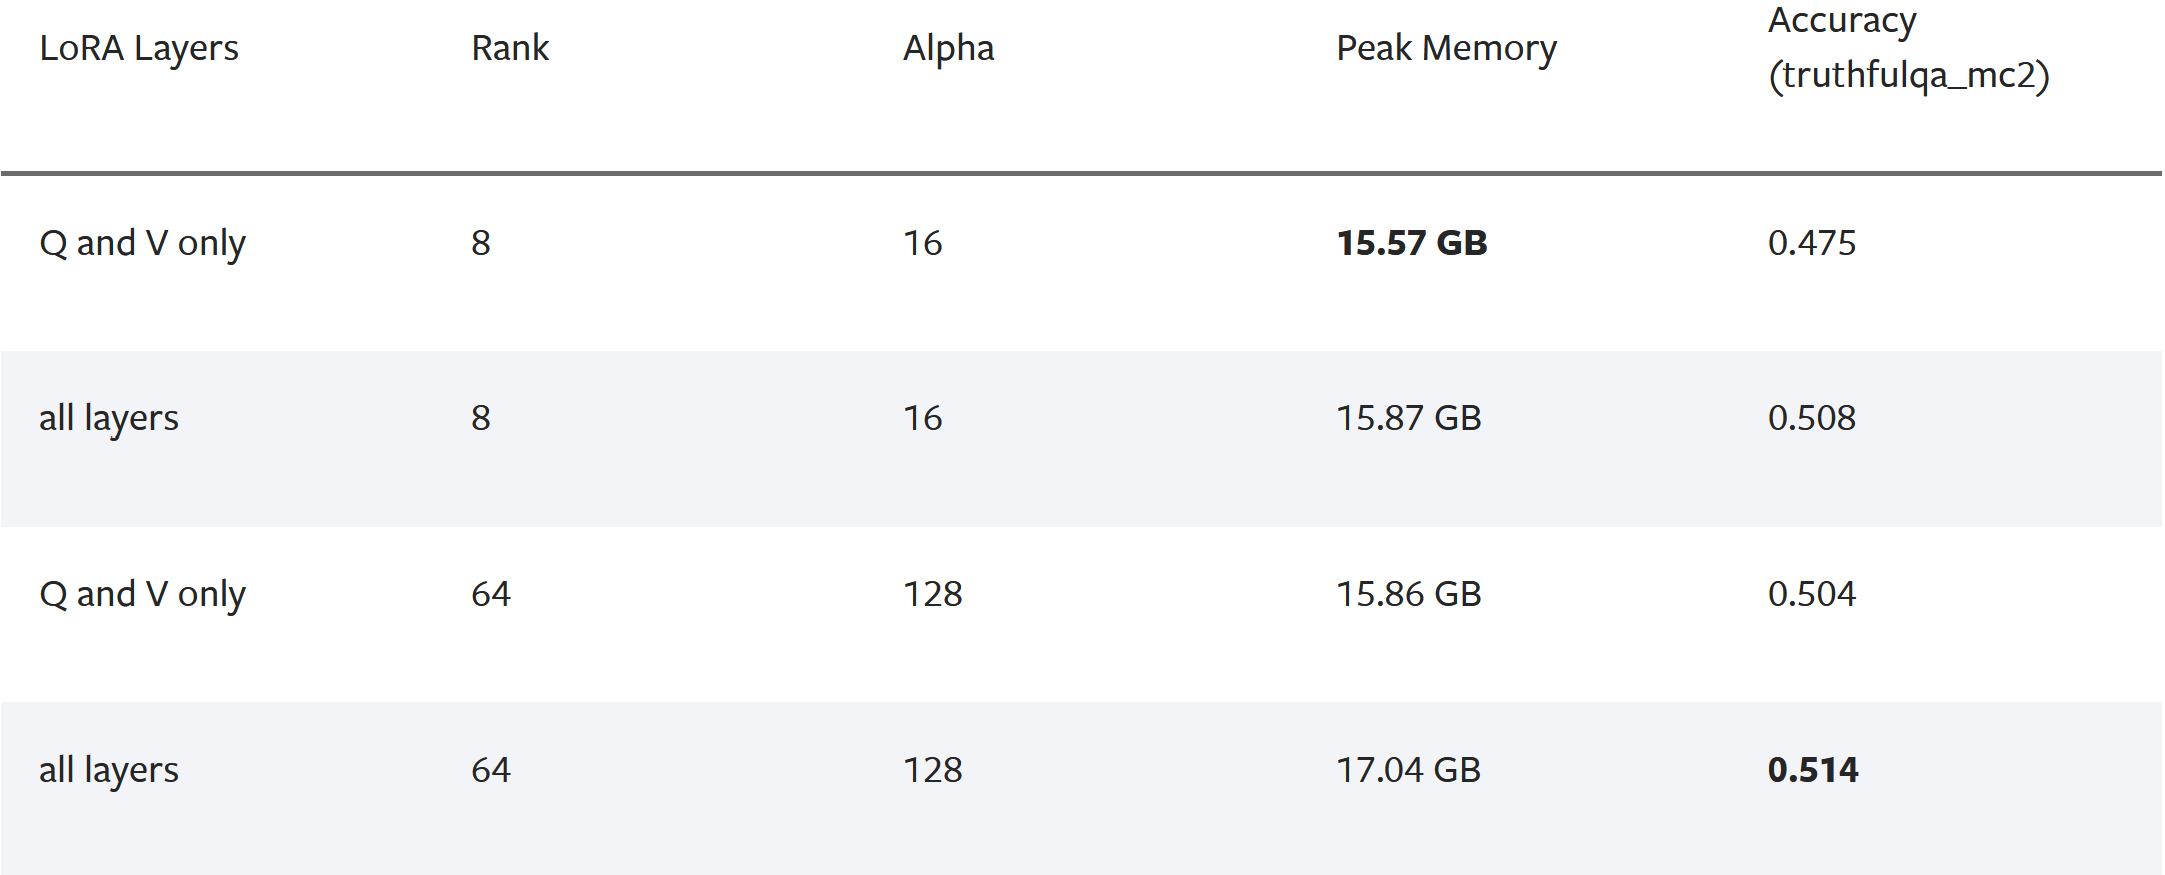 LoRA Layers Rank Alpha Peak Memory Accuracy
(truthfulqa_mc2)
Q and V only 8 16 15.57 GB 0.475
all layers 8 16 15.87 GB 0.508
Q and V only 64 128 15.86 GB 0.504
all layers 64 128 17.04 GB 0.514